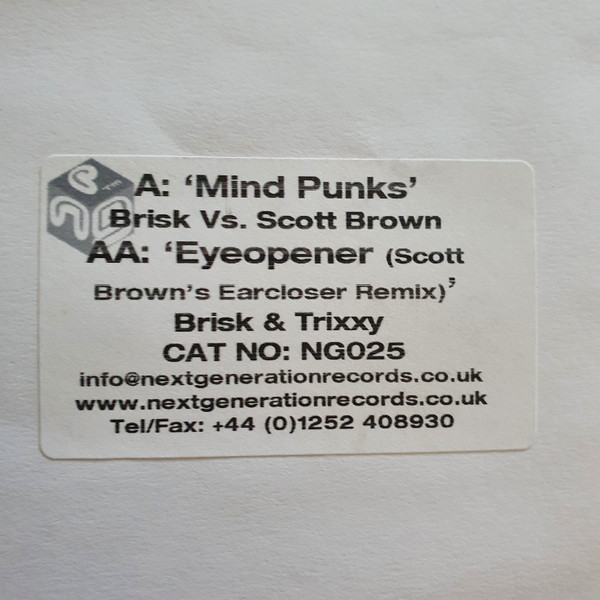 A: ‘Mind Punks’
Brisk Vs. Scott Brown
AA: ‘Eyeopener (Scott
Brown's Earcloser Remix)’
Brisk & Trixxy
CAT NO: NG025
info@nextgenerationrecords.co.uk
www.nextgenerationrecords.co.uk
Tel/Fax: +44 (0)1252 408930